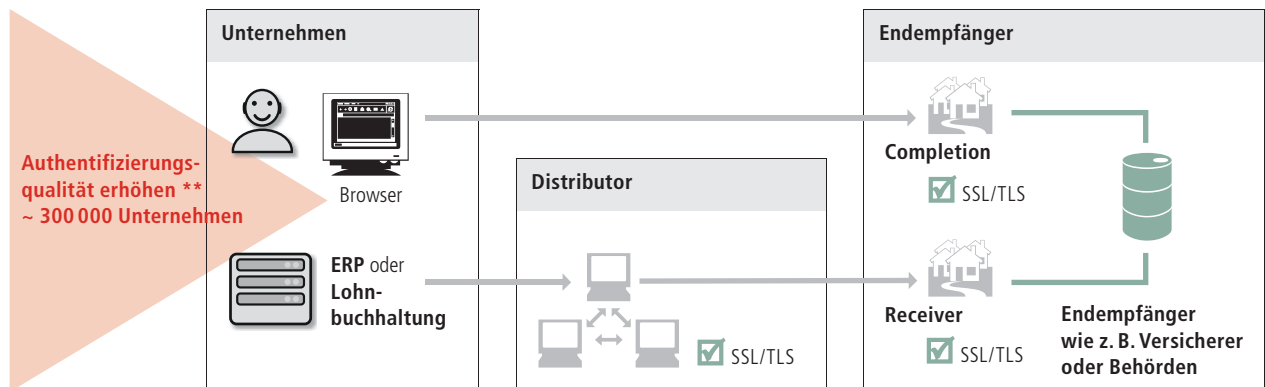 Unternehmen
Endempfänger
Authentifizierungs-
qualität erhöhen **
~ 300 000 Unternehmen
Browser
Distributor
Completion
SSL/TLS
ERP oder
Lohn-
buchhaltung
SSL/TLS
Receiver
SSL/TLS
Endempfänger
wie z. B. Versicherer
oder Behörden